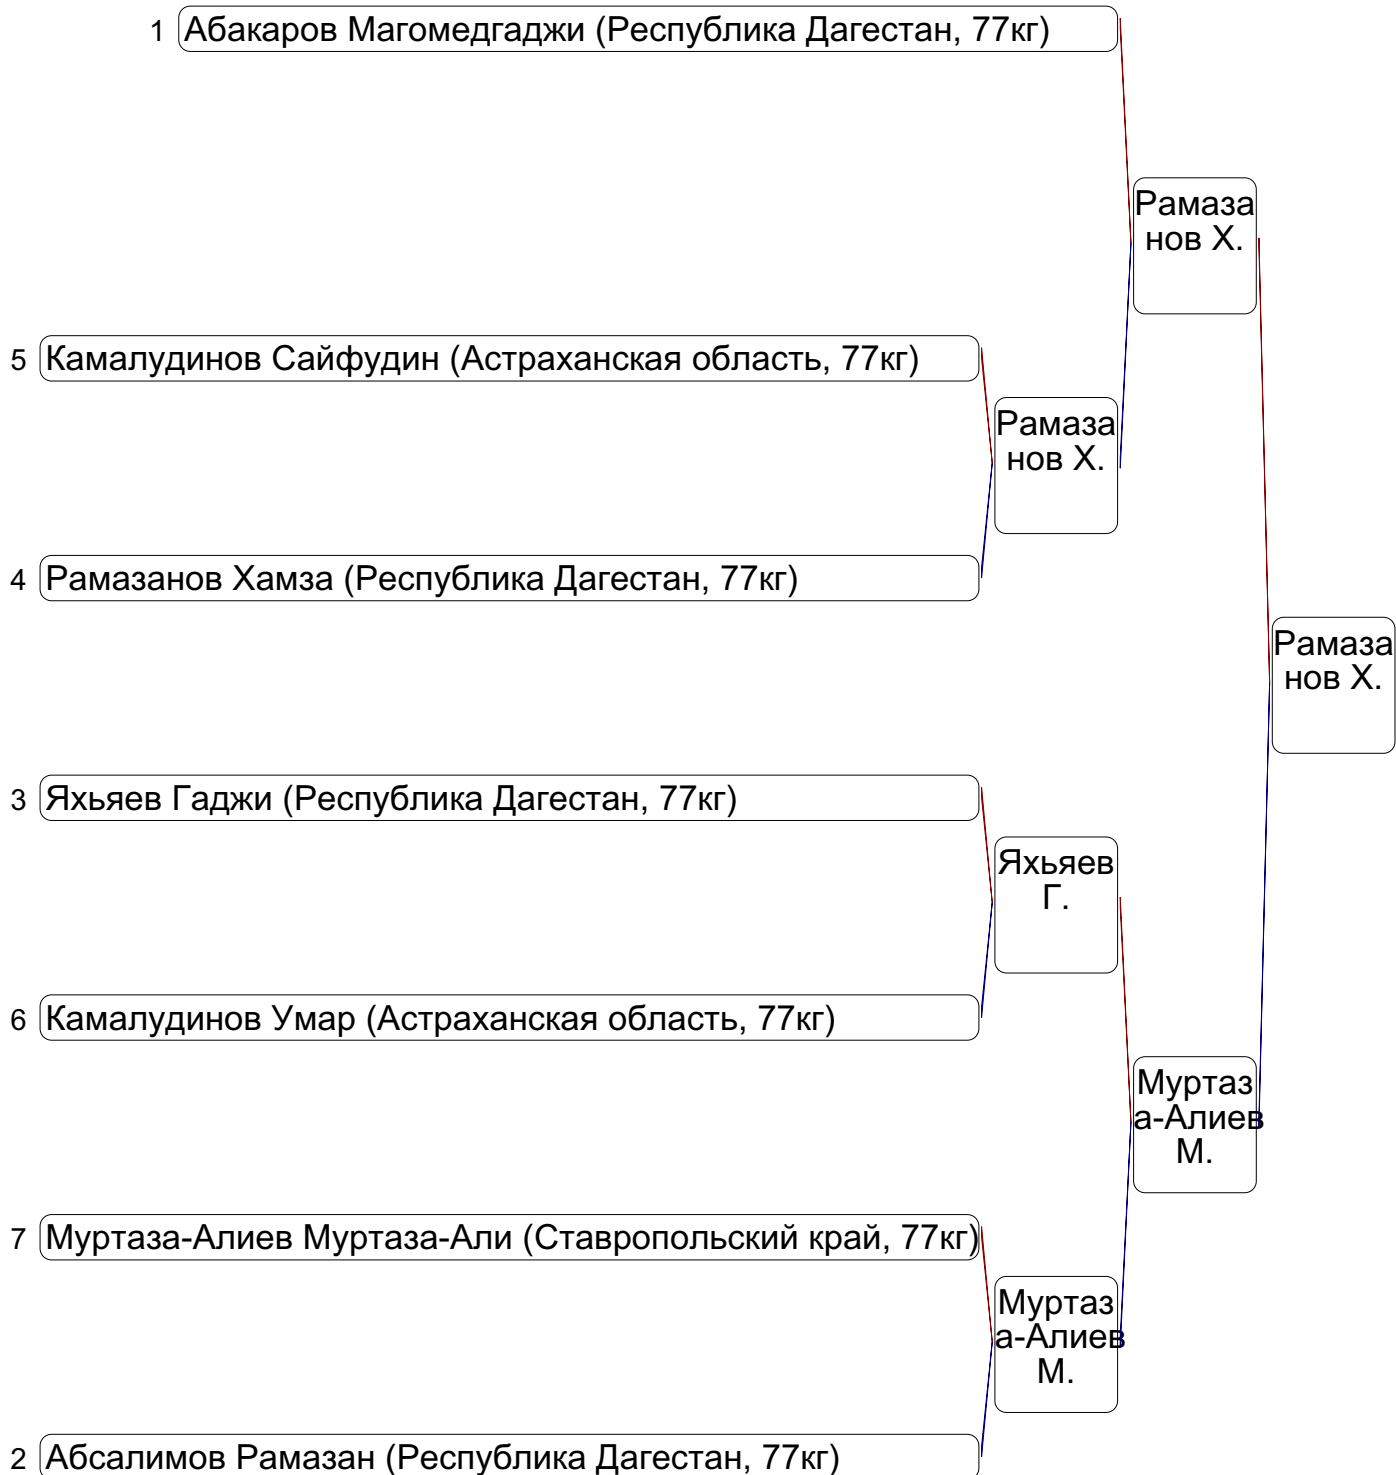 1 Абакаров Магомедгаджи (Республика Дагестан, 77кг)
Рамаза
нов Х.
5 Камалудинов Сайфудин (Астраханская область, 77кг)
Рамаза
нов Х.
4 Рамазанов Хамза (Республика Дагестан, 77кг)
Рамаза
нов Х.
3 Яхьяев Гаджи (Республика Дагестан, 77кг)
Яхьяев
Г.
6 Камалудинов Умар (Астраханская область, 77кг)
Муртаз
а-Алиев
М.
7 Муртаза-Алиев Муртаза-Али (Ставропольский край, 77кг)
Муртаз
а-Алиев
М.
2 Абсалимов Рамазан (Республика Дагестан, 77кг)